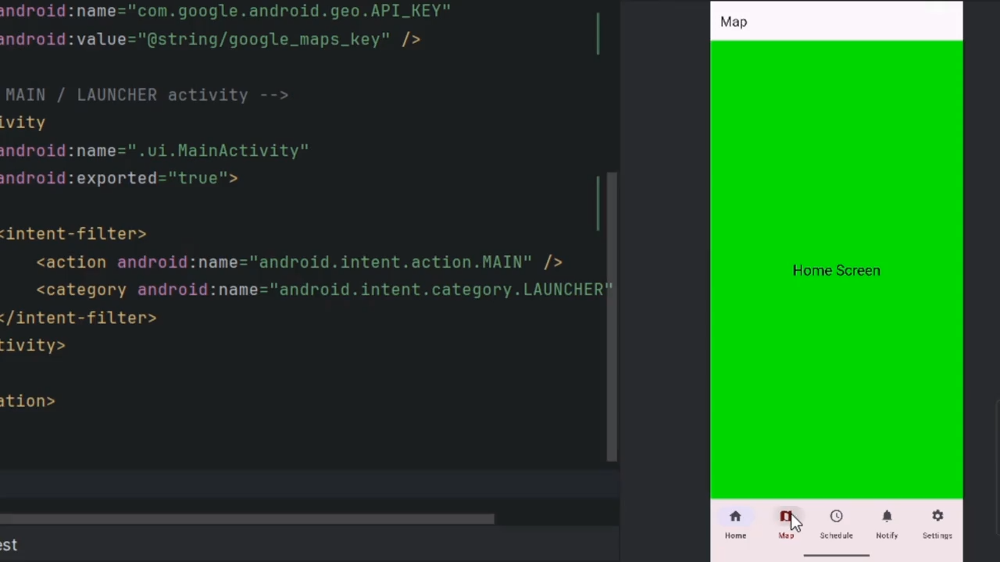 android:name="com.google.android.geo.API_KEY"
android:value="@string/google_maps_key" />
MAIN / LAUNCHER activity -->
ivity
android:name=".ui.MainActivity"
android:exported="true">
<intent-filter>
<action android:name="android.intent.action.MAIN" />
<category android:name="android.intent.category.LAUNCHER"
</intent-filter>
tivity>
ation>
est
Map
Home Screen
Home Map Schedule Notify Settings